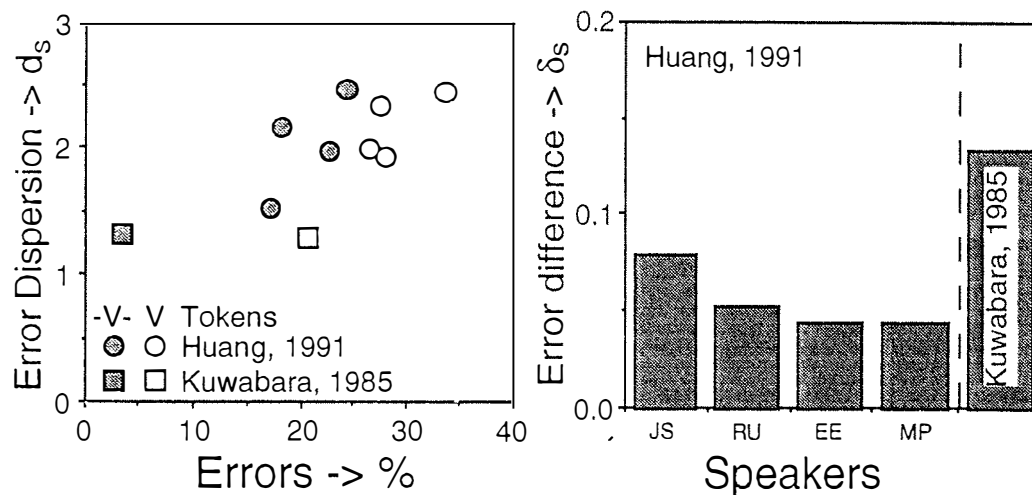 3
2
1
0
Error Dispersion -> dₛ
-V- V Tokens
Huang, 1991
Kuwabara, 1985
0 10 20 30 40
Errors -> %
0.2
0.1
0.0
Error difference -> δₛ
Huang, 1991
Kuwabara, 1985
JS RU EE MP
Speakers